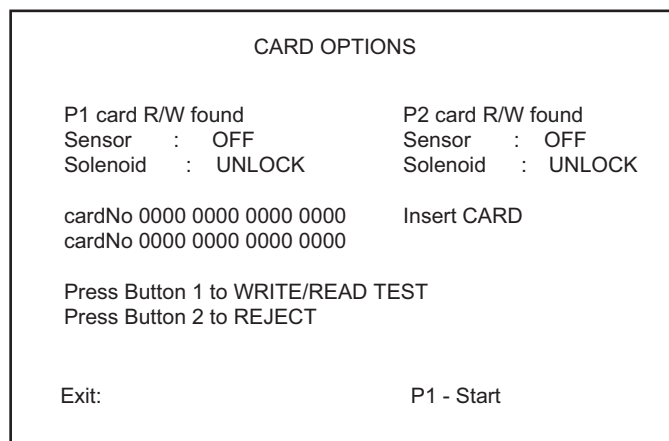 CARD OPTIONS
P1 card R/W found P2 card R/W found
Sensor : OFF Sensor : OFF
Solenoid : UNLOCK Solenoid : UNLOCK
cardNo 0000 0000 0000 0000 Insert CARD
cardNo 0000 0000 0000 0000
Press Button 1 to WRITE/READ TEST
Press Button 2 to REJECT
Exit: P1 - Start